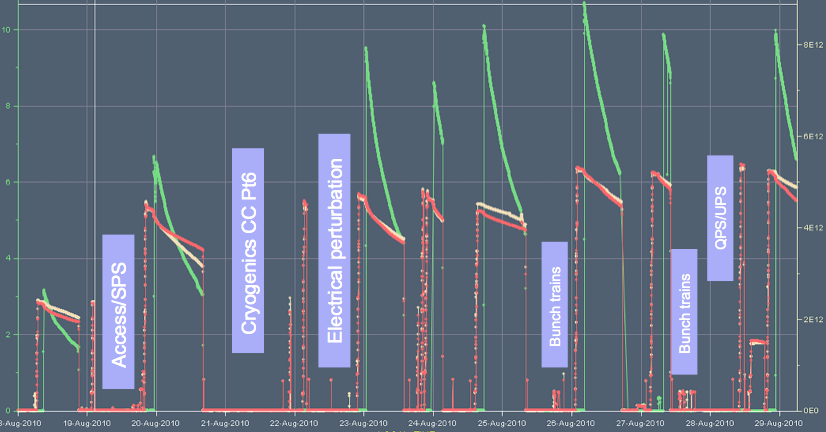 10
8
6
4
2
0
8E12
6E12
4E12
2E12
0E0
Access/SPS
Cryogenics CC Pt6
Electrical perturbation
Bunch trains
Bunch trains
QPS/UPS
8-Aug-2010 19-Aug-2010 20-Aug-2010 21-Aug-2010 22-Aug-2010 23-Aug-2010 24-Aug-2010 25-Aug-2010 26-Aug-2010 27-Aug-2010 28-Aug-2010 29-Aug-2010